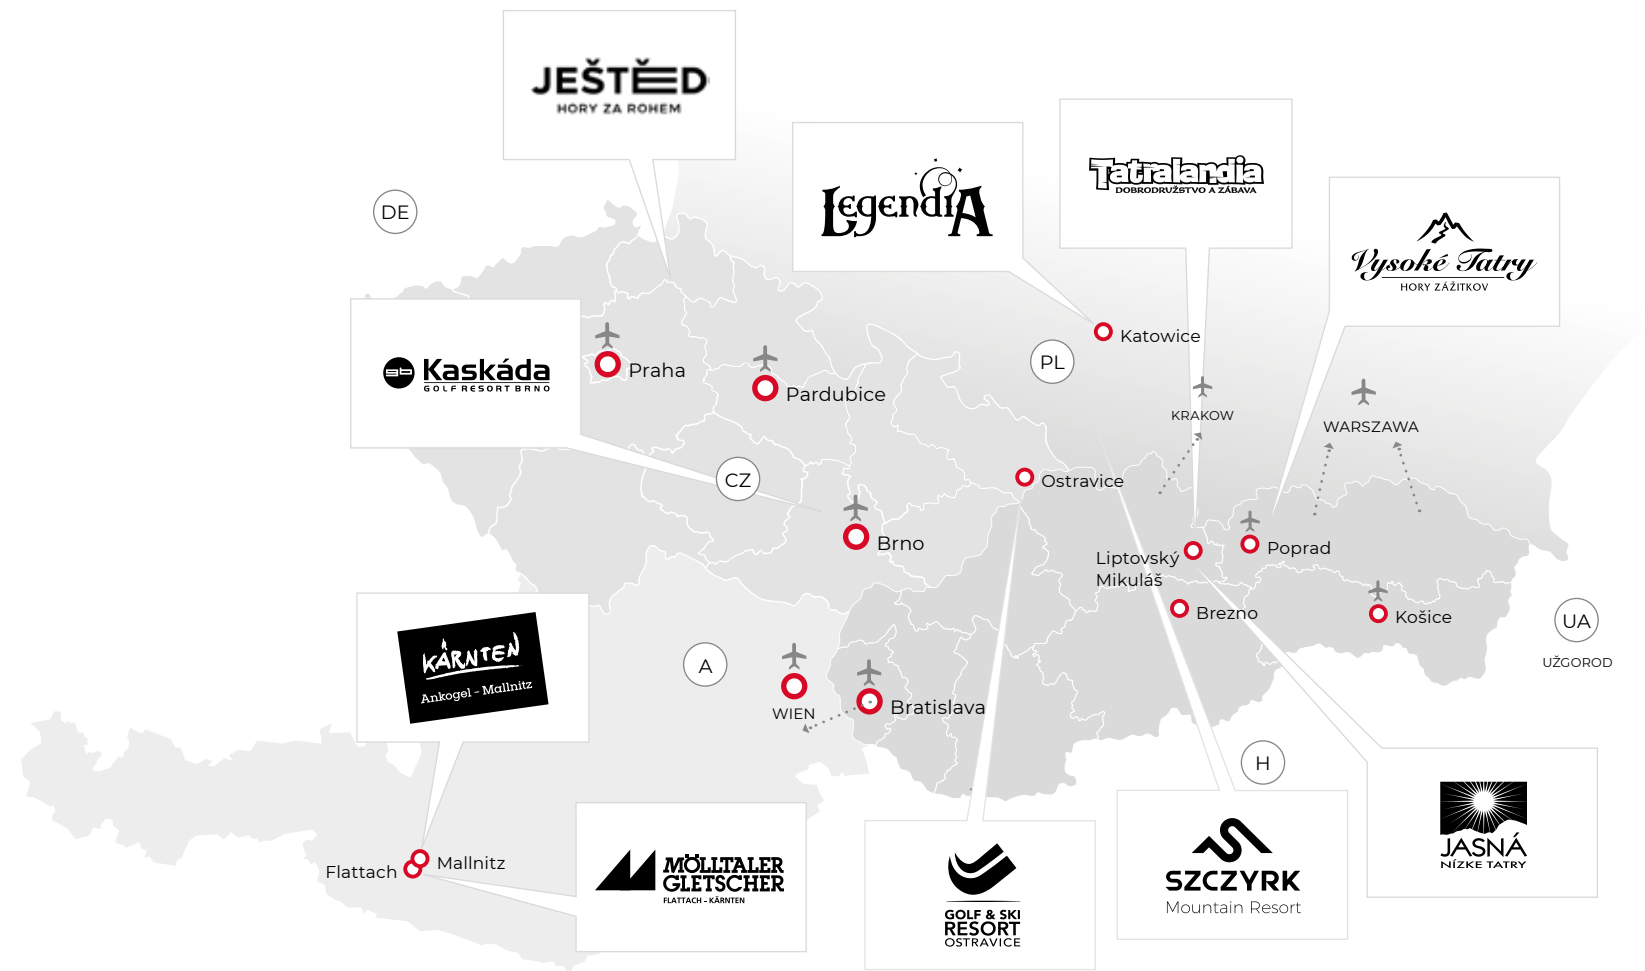 JEŠTĚD
HORY ZA ROHEM
LegendiA
Tatralandia
DOBRODRUŽSTVO A ZÁBAVA
Vysoké Tatry
HORY ZÁŽITKOV
DE
Katowice
PL
gb Kaskáda
GOLF RESORT BRNO
Praha
Pardubice
KRAKOW
WARSZAWA
CZ
Ostravice
Brno
Liptovský
Mikuláš
Poprad
Brezno
Košice
UA
UŽGOROD
KÄRNTEN
Ankogel - Mallnitz
A
WIEN
Bratislava
H
Flattach
Mallnitz
MÖLLTALER
GLETSCHER
FLATTACH - KÄRNTEN
GOLF & SKI
RESORT
OSTRAVICE
SZCZYRK
Mountain Resort
JASNÁ
NÍZKE TATRY